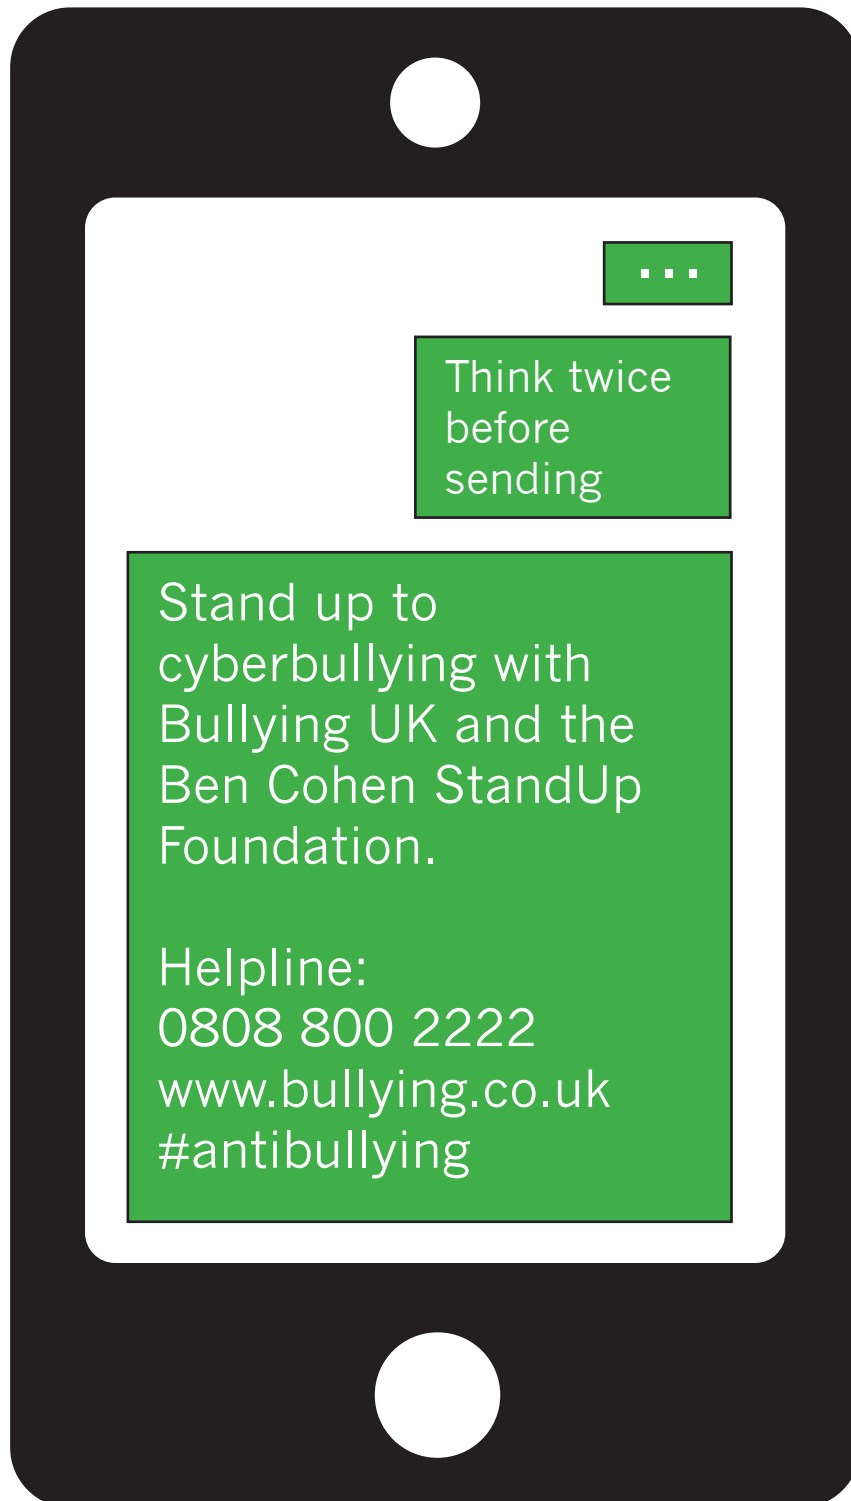 ...
Think twice
before
sending
Stand up to
cyberbullying with
Bullying UK and the
Ben Cohen StandUp
Foundation.
Helpline:
0808 800 2222
www.bullying.co.uk
#antibullying